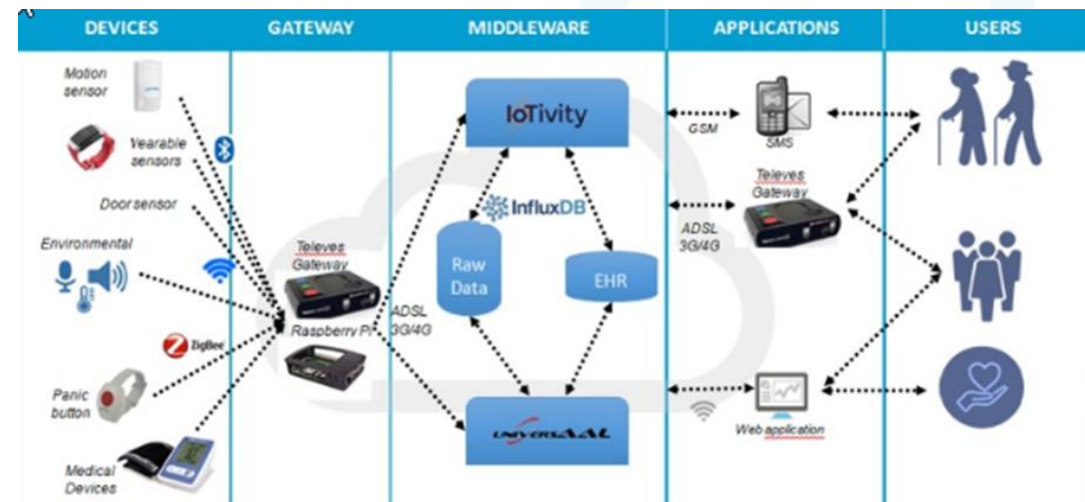 DEVICES
GATEWAY
MIDDLEWARE
APPLICATIONS
USERS
Motion
sensor
Vearable
sensors
Door sensor
Environmental
ZigBee
Panic
button
Medical
Devices
Televes
Gateway
Raspberry Pi
ADSL
3G/4G
IoTivity
InfluxDB
Raw
Data
EHR
UNIVERSAAL
GSM
SMS
ADSL
3G/4G
Televes
Gateway
Web application